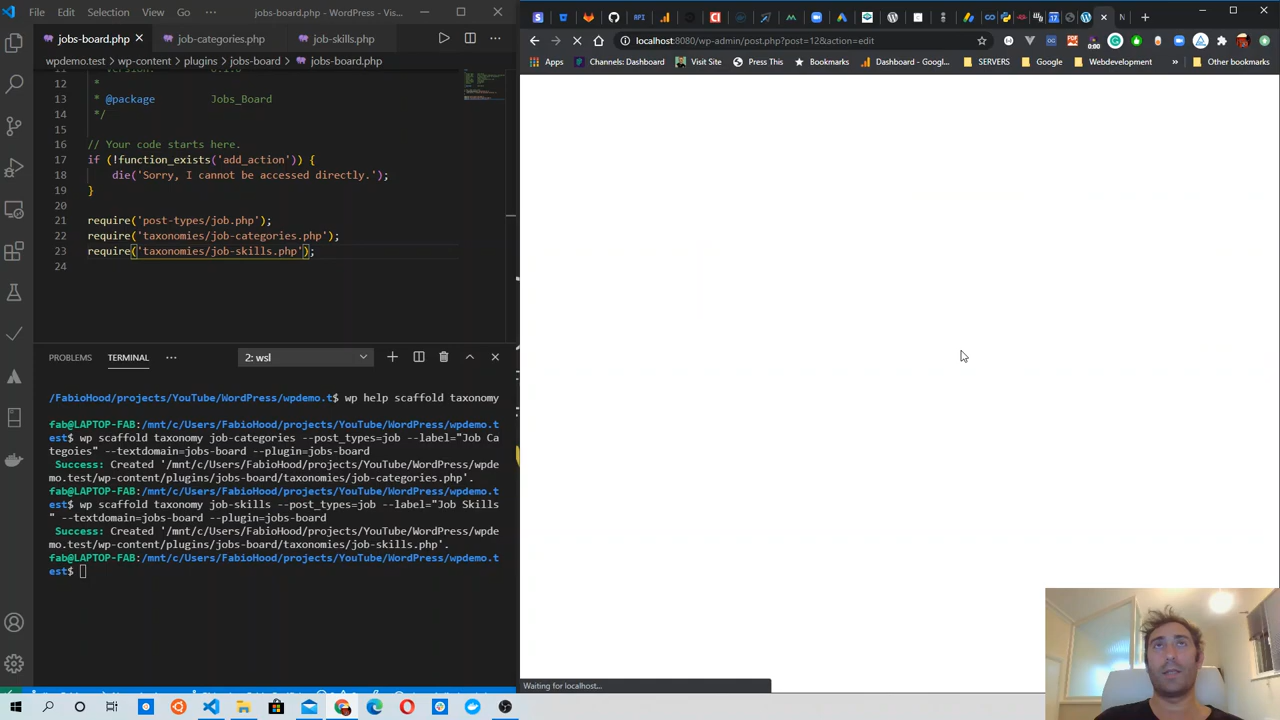 File Edit Selection View Go ··· jobs-board.php - WordPress - Vis...
jobs-board.php job-categories.php job-skills.php
wpdemo.test > wp-content > plugins > jobs-board > jobs-board.php
12 *
13 * @package Jobs_Board
14 */
15
16 // Your code starts here.
17 if (!function_exists('add_action')) {
18 die('Sorry, I cannot be accessed directly.');
19 }
20
21 require('post-types/job.php');
22 require('taxonomies/job-categories.php');
23 require('taxonomies/job-skills.php');
24
PROBLEMS TERMINAL ··· 2: wsl
/FabioHood/projects/YouTube/WordPress/wpdemo.t$ wp help scaffold taxonomy
fab@LAPTOP-FAB:/mnt/c/Users/FabioHood/projects/YouTube/WordPress/wpdemo.t
est$ wp scaffold taxonomy job-categories --post_types=job --label="Job Ca
tegoies" --textdomain=jobs-board --plugin=jobs-board
Success: Created '/mnt/c/Users/FabioHood/projects/YouTube/WordPress/wpde
mo.test/wp-content/plugins/jobs-board/taxonomies/job-categories.php'.
fab@LAPTOP-FAB:/mnt/c/Users/FabioHood/projects/YouTube/WordPress/wpdemo.t
est$ wp scaffold taxonomy job-skills --post_types=job --label="Job Skills
" --textdomain=jobs-board --plugin=jobs-board
Success: Created '/mnt/c/Users/FabioHood/projects/YouTube/WordPress/wpde
mo.test/wp-content/plugins/jobs-board/taxonomies/job-skills.php'.
fab@LAPTOP-FAB:/mnt/c/Users/FabioHood/projects/YouTube/WordPress/wpdemo.t
est$
localhost:8080/wp-admin/post.php?post=12&action=edit
Apps Channels: Dashboard Visit Site Press This Bookmarks Dashboard - Googl... SERVERS Google Webdevelopment » Other bookmarks
Waiting for localhost...